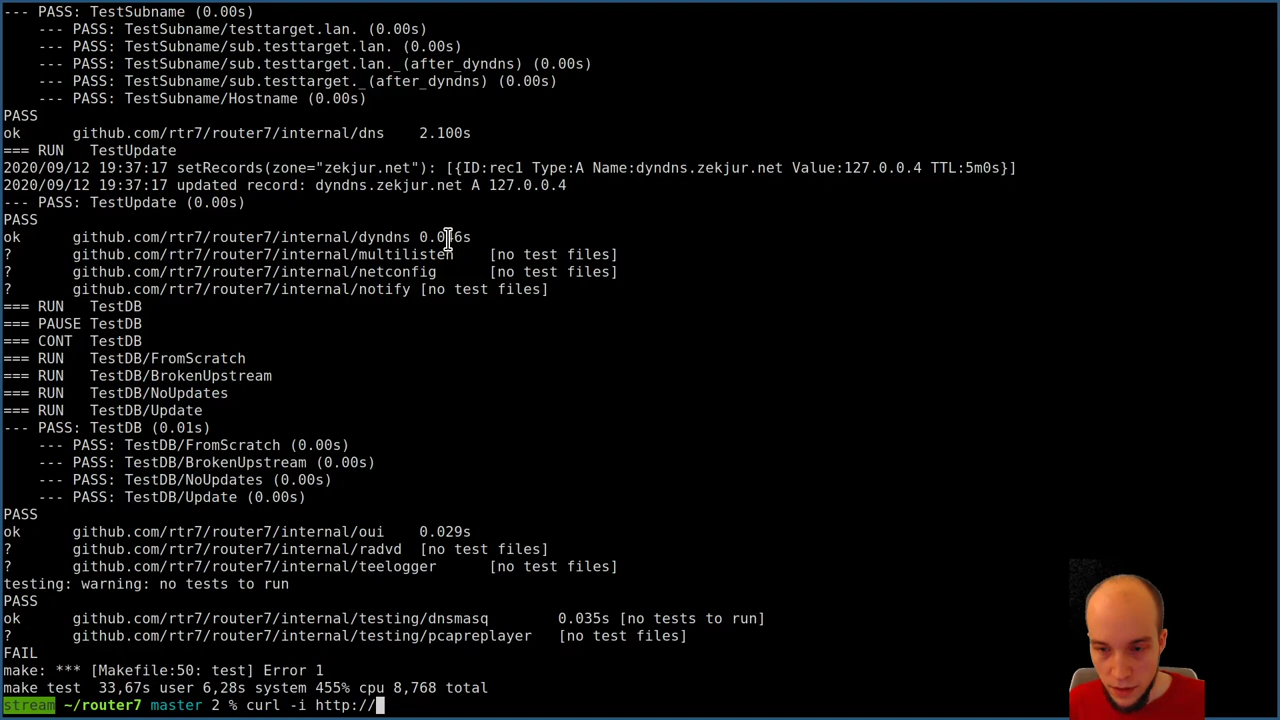 --- PASS: TestSubname (0.00s)
--- PASS: TestSubname/testtarget.lan. (0.00s)
--- PASS: TestSubname/sub.testtarget.lan. (0.00s)
--- PASS: TestSubname/sub.testtarget.lan._(after_dyndns) (0.00s)
--- PASS: TestSubname/sub.testtarget._(after_dyndns) (0.00s)
--- PASS: TestSubname/Hostname (0.00s)
PASS
ok github.com/rtr7/router7/internal/dns 2.100s
=== RUN TestUpdate
2020/09/12 19:37:17 setRecords(zone="zekjur.net"): [{ID:rec1 Type:A Name:dyndns.zekjur.net Value:127.0.0.4 TTL:5m0s}]
2020/09/12 19:37:17 updated record: dyndns.zekjur.net A 127.0.0.4
--- PASS: TestUpdate (0.00s)
PASS
ok github.com/rtr7/router7/internal/dyndns
? github.com/rtr7/router7/internal/multilisten [no test files]
? github.com/rtr7/router7/internal/netconfig [no test files]
? github.com/rtr7/router7/internal/notify [no test files]
=== RUN TestDB
=== PAUSE TestDB
=== CONT TestDB
=== RUN TestDB/FromScratch
=== RUN TestDB/BrokenUpstream
=== RUN TestDB/NoUpdates
=== RUN TestDB/Update
--- PASS: TestDB (0.01s)
--- PASS: TestDB/FromScratch (0.00s)
--- PASS: TestDB/BrokenUpstream (0.00s)
--- PASS: TestDB/NoUpdates (0.00s)
--- PASS: TestDB/Update (0.00s)
PASS
ok github.com/rtr7/router7/internal/oui 0.029s
? github.com/rtr7/router7/internal/radvd [no test files]
? github.com/rtr7/router7/internal/teelogger [no test files]
testing: warning: no tests to run
PASS
ok github.com/rtr7/router7/internal/testing/dnsmasq 0.035s [no tests to run]
? github.com/rtr7/router7/internal/testing/pcapreplayer [no test files]
FAIL
make: *** [Makefile:50: test] Error 1
make test 33,67s user 6,28s system 455% cpu 8,768 total
stream ~/router7 master 2 % curl -i http://